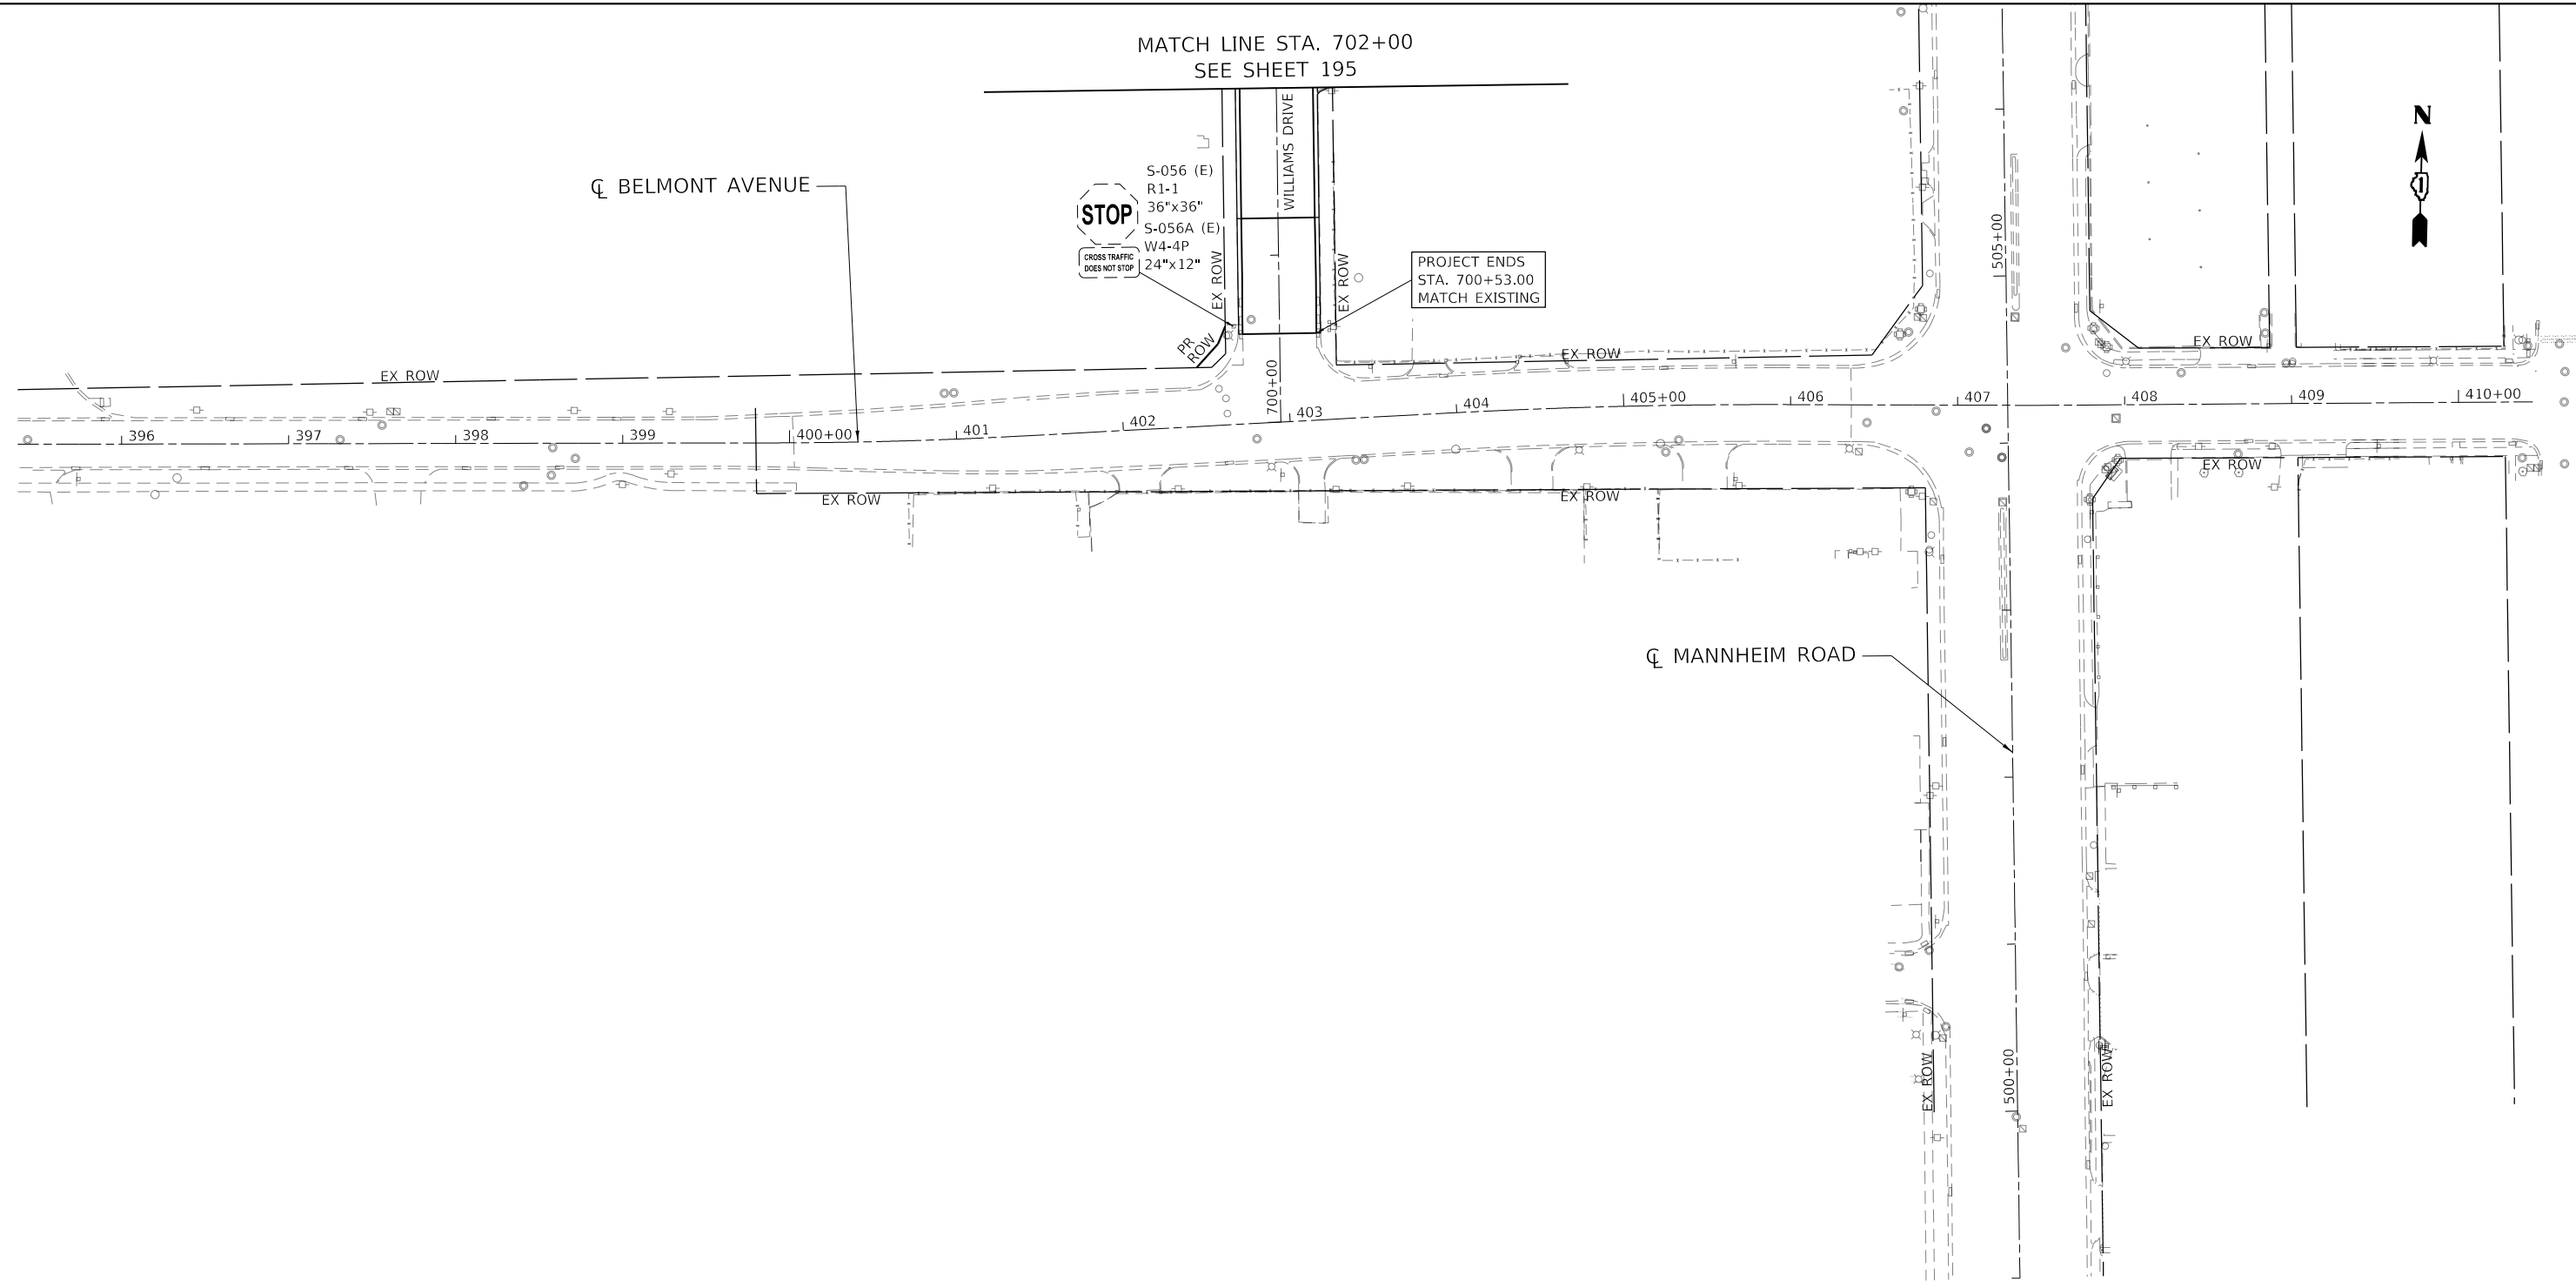 MATCH LINE STA. 702+00
SEE SHEET 195
WILLIAMS DRIVE
N
1
℄ BELMONT AVENUE
STOP
S-056 (E)
R1-1
36"x36"
S-056A (E)
W4-4P
24"x12"
CROSS TRAFFIC
DOES NOT STOP
EX ROW
EX ROW
PROJECT ENDS
STA. 700+53.00
MATCH EXISTING
505+00
PR
ROW
EX ROW
EX ROW
EX ROW
700+00
396
397
398
399
400+00
401
402
403
404
405+00
406
407
408
409
410+00
EX ROW
EX ROW
EX ROW
℄ MANNHEIM ROAD
500+00
EX ROW
EX ROW